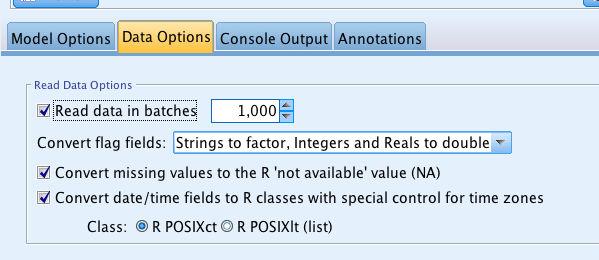 Model Options Data Options Console Output Annotations
Read Data Options
Read data in batches 1,000
Convert flag fields: Strings to factor, Integers and Reals to double
Convert missing values to the R 'not available' value (NA)
Convert date/time fields to R classes with special control for time zones
Class: R POSIXct R POSIXlt (list)